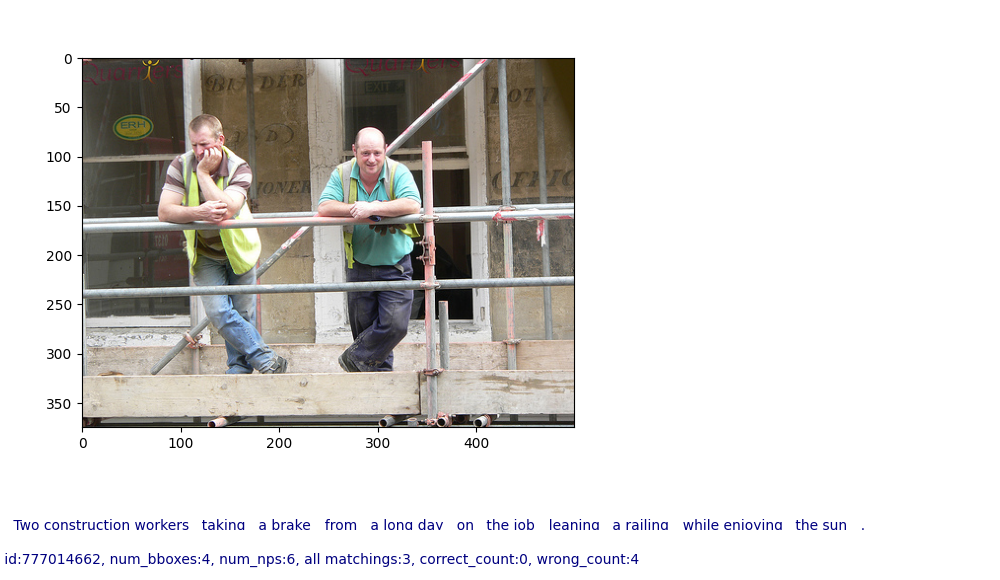 0
EXIT
50
ERH
100
150
200
250
300
350
0 100 200 300 400
Two construction workers taking a brake from a long day on the job leaning a railing while enjoying the sun .
id:777014662, num_bboxes:4, num_nps:6, all matchings:3, correct_count:0, wrong_count:4